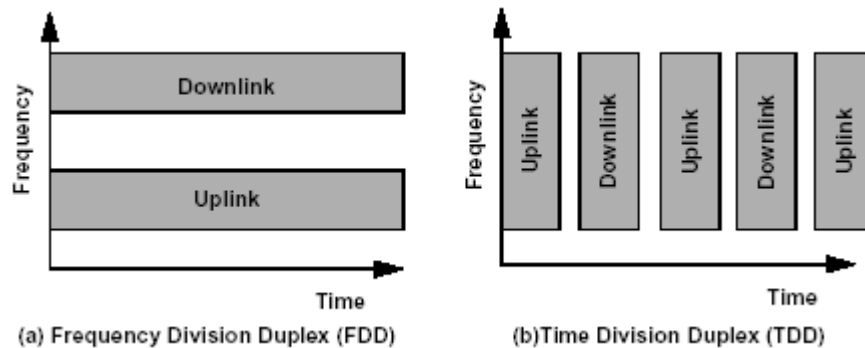 Frequency
Downlink
Uplink
Time
(a) Frequency Division Duplex (FDD)
Frequency
Uplink
Downlink
Uplink
Downlink
Uplink
Time
(b)Time Division Duplex (TDD)